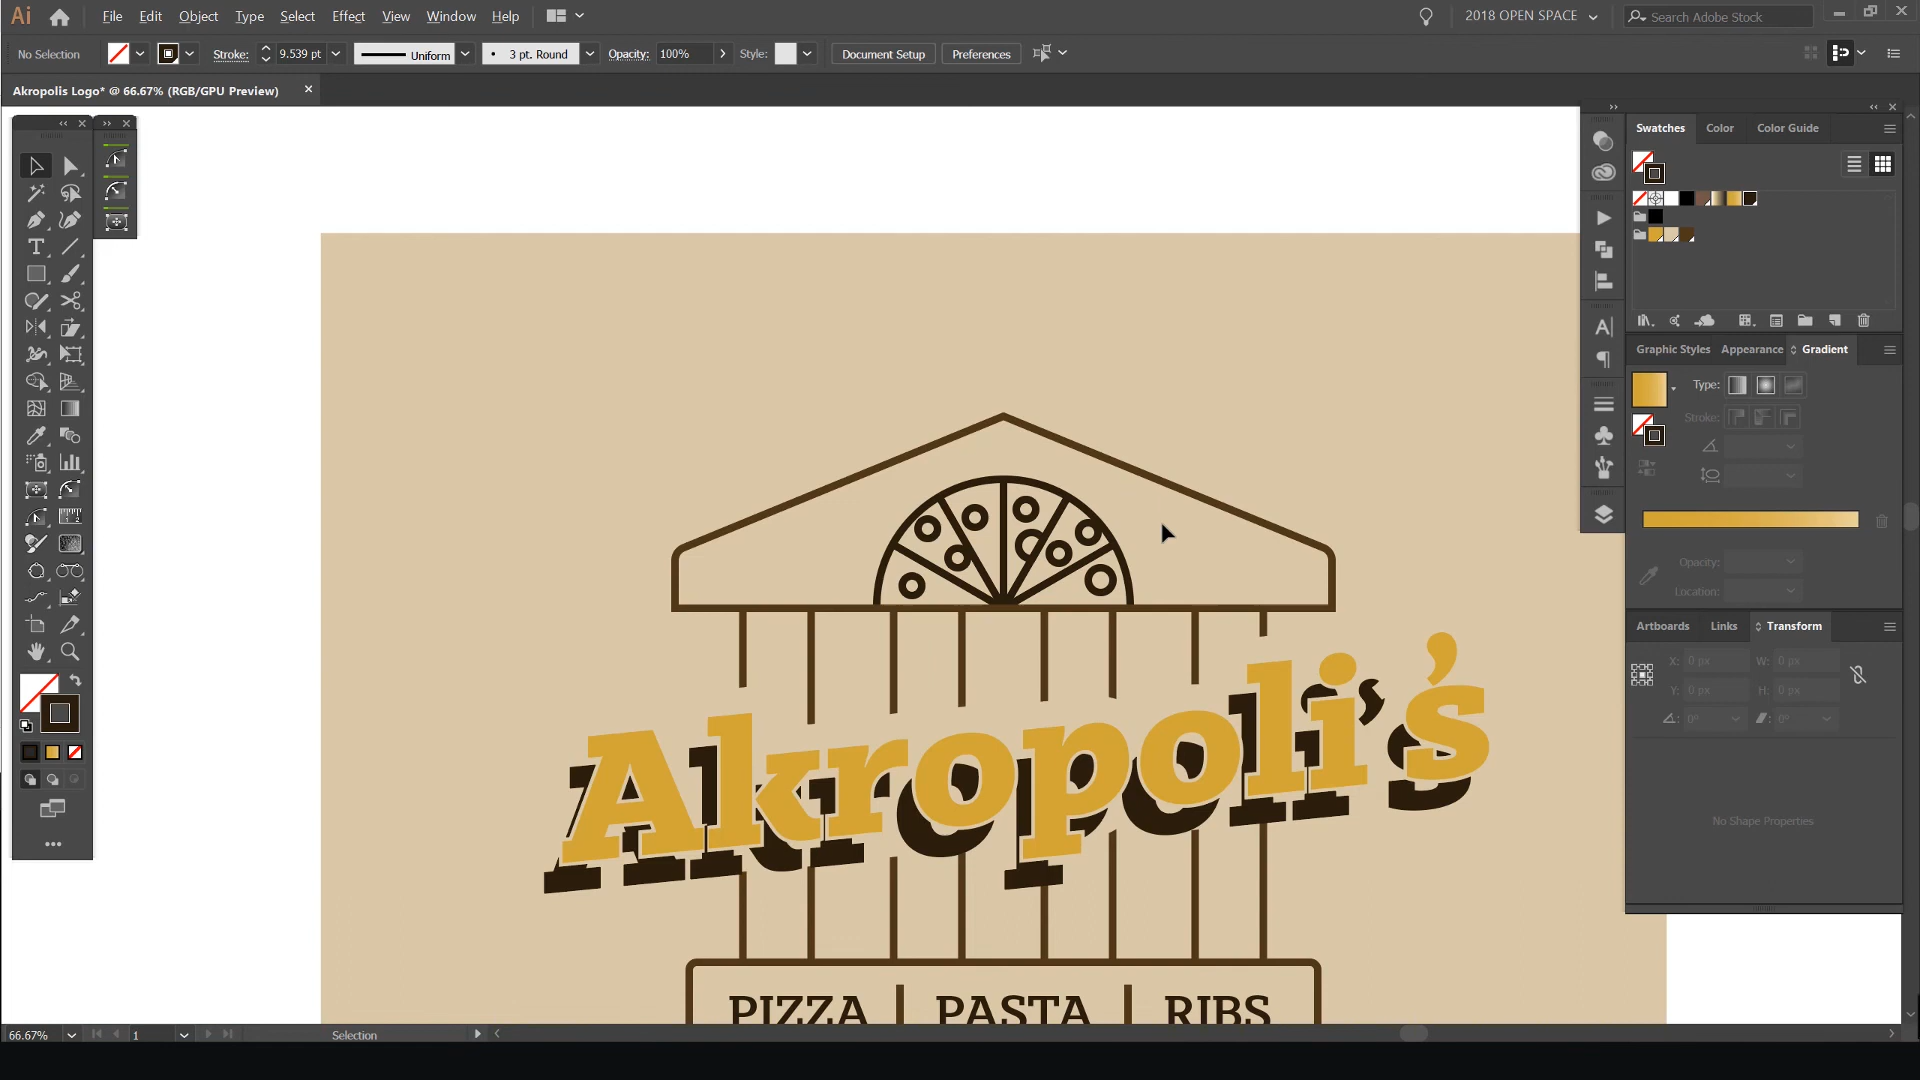 Ai File Edit Object Type Select Effect View Window Help 2018 OPEN SPACE Search Adobe Stock
No Selection Stroke: 9.539 pt Uniform 3 pt. Round Opacity: 100% Style: Document Setup Preferences
Akropolis Logo* @ 66.67% (RGB/GPU Preview)
Swatches Color Color Guide
Graphic Styles Appearance Gradient
Type:
Stroke:
Opacity:
Location:
Artboards Links Transform
X: 0 px W: 0 px
Y: 0 px H: 0 px
0° 0°
No Shape Properties
Akropoli's
PIZZA PASTA RIBS
66.67% 1 Selection